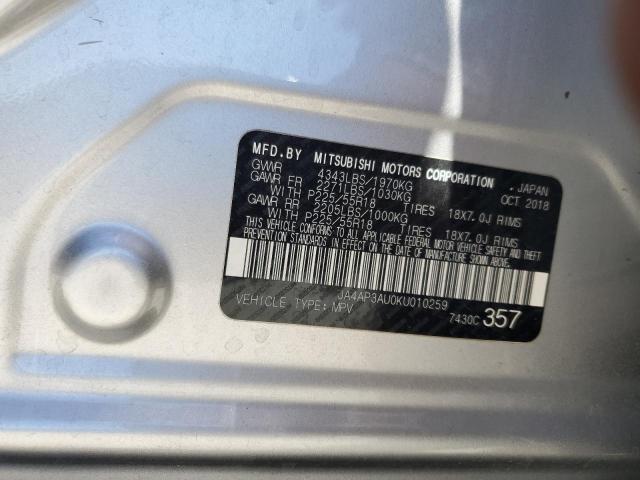 MFD. BY MITSUBISHI MOTORS CORPORATION . JAPAN
GVWR 4343LBS/1970KG OCT 2018
GAWR FR 2271LBS/1030KG
WITH P225/55R18 TIRES 18X7.0J RIMS
GAWR RR 2205LBS/1000KG
WITH P225/55R18 TIRES 18X7.0J RIMS
THIS VEHICLE CONFORMS TO ALL APPLICABLE FEDERAL MOTOR VEHICLE SAFETY AND
THEFT PREVENTION STANDARDS IN EFFECT ON THE DATE OF MANUFACTURE SHOWN ABOVE.
JA4AP3AU0KU010259
VEHICLE TYPE: MPV 7430C 357